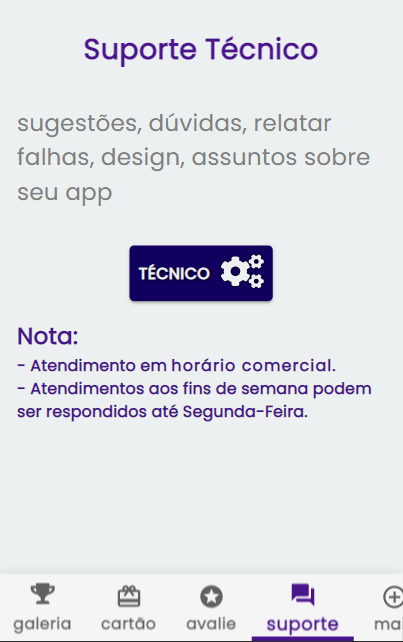 Suporte Técnico
sugestões, dúvidas, relatar
falhas, design, assuntos sobre
seu app
TÉCNICO
Nota:
- Atendimento em horário comercial.
- Atendimentos aos fins de semana podem
ser respondidos até Segunda-Feira.
galeria cartão avalie suporte